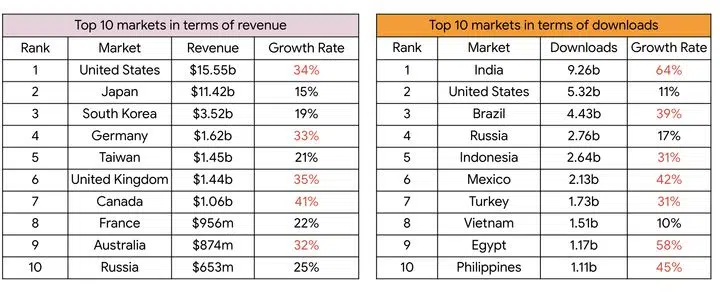 Top 10 markets in terms of revenue
Rank Market Revenue Growth Rate
1 United States $15.55b 34%
2 Japan $11.42b 15%
3 South Korea $3.52b 19%
4 Germany $1.62b 33%
5 Taiwan $1.45b 21%
6 United Kingdom $1.44b 35%
7 Canada $1.06b 41%
8 France $956m 22%
9 Australia $874m 32%
10 Russia $653m 25%
Top 10 markets in terms of downloads
Rank Market Downloads Growth Rate
1 India 9.26b 64%
2 United States 5.32b 11%
3 Brazil 4.43b 39%
4 Russia 2.76b 17%
5 Indonesia 2.64b 31%
6 Mexico 2.13b 42%
7 Turkey 1.73b 31%
8 Vietnam 1.51b 10%
9 Egypt 1.17b 58%
10 Philippines 1.11b 45%